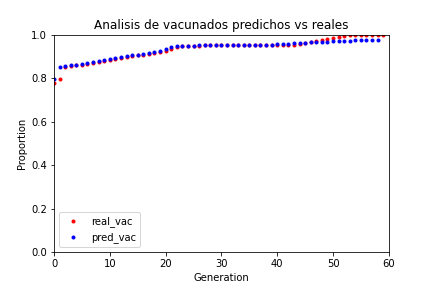 Analisis de vacunados predichos vs reales
Proportion
1.0
0.8
0.6
0.4
0.2
0.0
real_vac
pred_vac
0 10 20 30 40 50 60
Generation